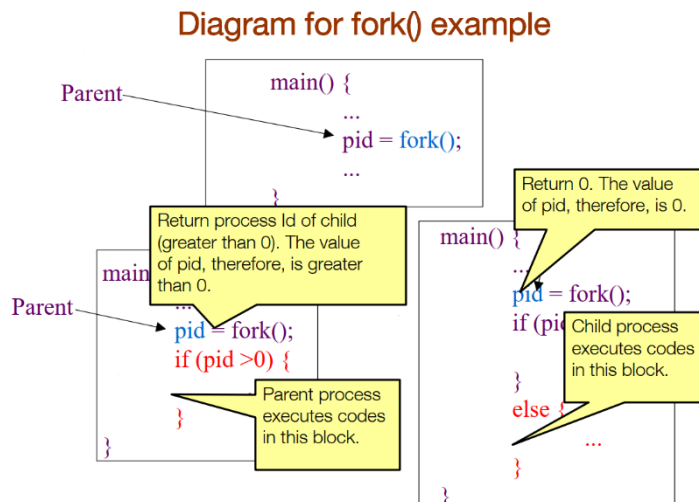 Diagram for fork() example
Parent
main() {
...
pid = fork();
...
}
Return process Id of child
(greater than 0). The value
of pid, therefore, is greater
than 0.
Parent
main
...
pid = fork();
if (pid >0) {
}
}
Parent process
executes codes
in this block.
Return 0. The value
of pid, therefore, is 0.
main() {
...
pid = fork();
if (pid
}
else {
...
}
}
Child process
executes codes
in this block.